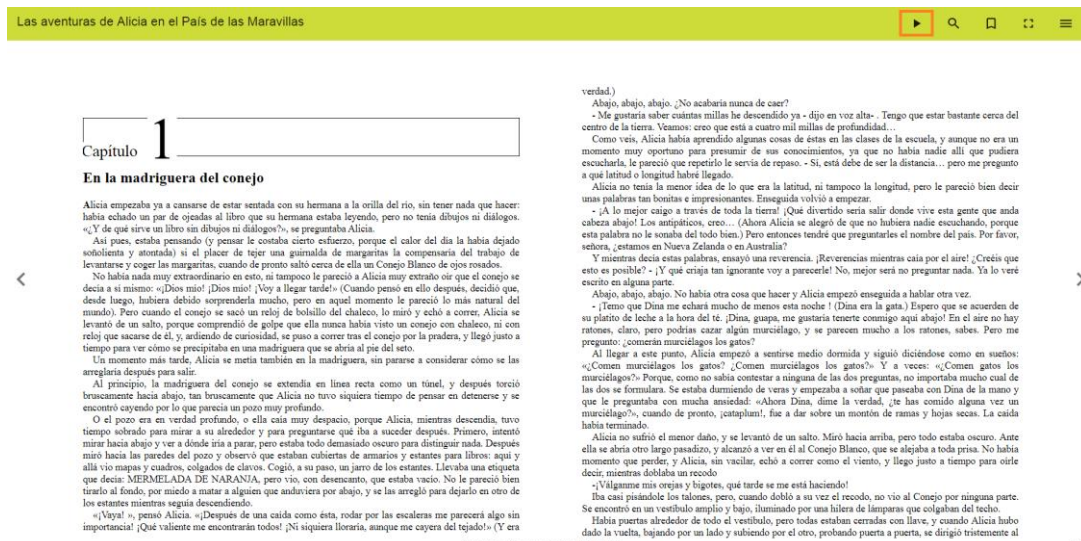 Las aventuras de Alicia en el País de las Maravillas
Capítulo 1
En la madriguera del conejo
Alicia empezaba ya a cansarse de estar sentada con su hermana a la orilla del río, sin tener nada que hacer:
había echado un par de ojeadas al libro que su hermana estaba leyendo, pero no tenía dibujos ni diálogos.
«¿Y de qué sirve un libro sin dibujos ni diálogos?», se preguntaba Alicia.
Así pues, estaba pensando (y pensar le costaba cierto esfuerzo, porque el calor del día la había dejado
soñolienta y atontada) si el placer de tejer una guirnalda de margaritas la compensaría del trabajo de
levantarse y coger las margaritas, cuando de pronto saltó cerca de ella un Conejo Blanco de ojos rosados.
No había nada muy extraordinario en esto, ni tampoco le pareció a Alicia muy extraño oír que el conejo se
decía a sí mismo: «¡Dios mío! ¡Dios mío! ¡Voy a llegar tarde!» (Cuando pensó en ello después, decidió que,
desde luego, hubiera debido sorprenderla mucho, pero en aquel momento le pareció lo más natural del
mundo). Pero cuando el conejo se sacó un reloj de bolsillo del chaleco, lo miró y echó a correr, Alicia se
levantó de un salto, porque comprendió de golpe que ella nunca había visto un conejo con chaleco, ni con
reloj que sacarse de él, y, ardiendo de curiosidad, se puso a correr tras el conejo por la pradera, y llegó justo a
tiempo para ver cómo se precipitaba en una madriguera que se abría al pie del seto.
Un momento más tarde, Alicia se metía también en la madriguera, sin pararse a considerar cómo se las
arreglaría después para salir.
Al principio, la madriguera del conejo se extendía en línea recta como un túnel, y después torció
bruscamente hacia abajo, tan bruscamente que Alicia no tuvo siquiera tiempo de pensar en detenerse y se
encontró cayendo por lo que parecía un pozo muy profundo.
O el pozo era en verdad profundo, o ella caía muy despacio, porque Alicia, mientras descendía, tuvo
tiempo sobrado para mirar a su alrededor y para preguntarse qué iba a suceder después. Primero, intentó
mirar hacia abajo y ver a dónde iría a parar, pero estaba todo demasiado oscuro para distinguir nada. Después
miró hacia las paredes del pozo y observó que estaban cubiertas de armarios y estantes para libros: aquí y
allá vio mapas y cuadros, colgados de clavos. Cogió, a su paso, un jarro de los estantes. Llevaba una etiqueta
que decía: MERMELADA DE NARANJA, pero vio, con desencanto, que estaba vacío. No le pareció bien
tirarlo al fondo, por miedo a matar a alguien que anduviera por abajo, y se las arregló para dejarlo en otro de
los estantes mientras seguía descendiendo.
«¡Vaya! », pensó Alicia. «¡Después de una caída como ésta, rodar por las escaleras me parecerá algo sin
importancia! ¡Qué valiente me encontrarán todos! ¡Ni siquiera lloraría, aunque me cayera del tejado!» (Y era
verdad.)
Abajo, abajo, abajo. ¿No acabaría nunca de caer?
- Me gustaría saber cuántas millas he descendido ya - dijo en voz alta- . Tengo que estar bastante cerca del
centro de la tierra. Veamos: creo que está a cuatro mil millas de profundidad…
Como veis, Alicia había aprendido algunas cosas de éstas en las clases de la escuela, y aunque no era un
momento muy oportuno para presumir de sus conocimientos, ya que no había nadie allí que pudiera
escucharla, le pareció que repetirlo le servía de repaso. - Sí, está debe de ser la distancia… pero me pregunto
a qué latitud o longitud habré llegado.
Alicia no tenía la menor idea de lo que era la latitud, ni tampoco la longitud, pero le pareció bien decir
unas palabras tan bonitas e impresionantes. Enseguida volvió a empezar.
- ¡A lo mejor caigo a través de toda la tierra! ¡Qué divertido sería salir donde vive esta gente que anda
cabeza abajo! Los antipáticos, creo… (Ahora Alicia se alegró de que no hubiera nadie escuchando, porque
esta palabra no le sonaba del todo bien.) Pero entonces tendré que preguntarles el nombre del país. Por favor,
señora, ¿estamos en Nueva Zelanda o en Australia?
Y mientras decía estas palabras, ensayó una reverencia. ¡Reverencias mientras caía por el aire! ¿Creéis que
esto es posible? - ¡Y qué criaja tan ignorante voy a parecerle! No, mejor será no preguntar nada. Ya lo veré
escrito en alguna parte.
Abajo, abajo, abajo. No había otra cosa que hacer y Alicia empezó enseguida a hablar otra vez.
- ¡Temo que Dina me echará mucho de menos esta noche ! (Dina era la gata.) Espero que se acuerden de
su platito de leche a la hora del té. ¡Dina, guapa, me gustaría tenerte conmigo aquí abajo! En el aire no hay
ratones, claro, pero podrías cazar algún murciélago, y se parecen mucho a los ratones, sabes. Pero me
pregunto: ¿comerán murciélagos los gatos?
Al llegar a este punto, Alicia empezó a sentirse medio dormida y siguió diciéndose como en sueños:
«¿Comen murciélagos los gatos? ¿Comen murciélagos los gatos?» Y a veces: «¿Comen gatos los
murciélagos?» Porque, como no sabía contestar a ninguna de las dos preguntas, no importaba mucho cual de
las dos se formulara. Se estaba durmiendo de veras y empezaba a soñar que paseaba con Dina de la mano y
que le preguntaba con mucha ansiedad: «Ahora Dina, dime la verdad, ¿te has comido alguna vez un
murciélago?», cuando de pronto, ¡cataplum!, fue a dar sobre un montón de ramas y hojas secas. La caída
había terminado.
Alicia no sufrió el menor daño, y se levantó de un salto. Miró hacia arriba, pero todo estaba oscuro. Ante
ella se abría otro largo pasadizo, y alcanzó a ver en él al Conejo Blanco, que se alejaba a toda prisa. No había
momento que perder, y Alicia, sin vacilar, echó a correr como el viento, y llego justo a tiempo para oírle
decir, mientras doblaba un recodo
-¡Válganme mis orejas y bigotes, qué tarde se me está haciendo!
Iba casi pisándole los talones, pero, cuando dobló a su vez el recodo, no vio al Conejo por ninguna parte.
Se encontró en un vestíbulo amplio y bajo, iluminado por una hilera de lámparas que colgaban del techo.
Había puertas alrededor de todo el vestíbulo, pero todas estaban cerradas con llave, y cuando Alicia hubo
dado la vuelta, bajando por un lado y subiendo por el otro, probando puerta a puerta, se dirigió tristemente al